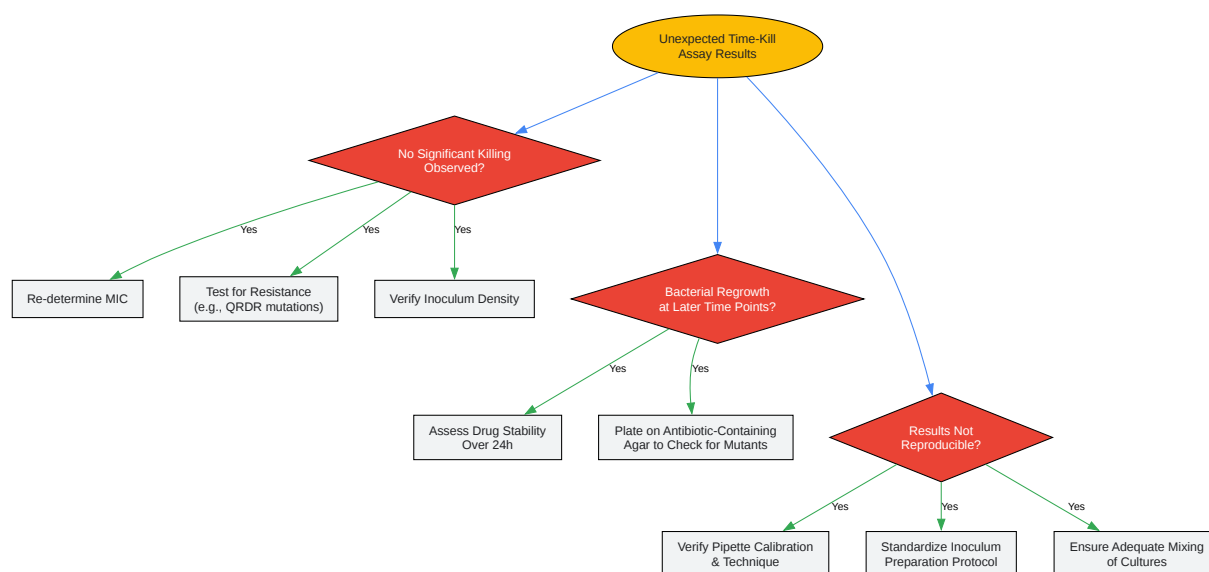 Unexpected Time-Kill
Assay Results
No Significant Killing
Observed?
Yes
Yes
Yes
Re-determine MIC
Test for Resistance
(e.g., QRDR mutations)
Verify Inoculum Density
Bacterial Regrowth
at Later Time Points?
Yes
Yes
Assess Drug Stability
Over 24h
Plate on Antibiotic-Containing
Agar to Check for Mutants
Results Not
Reproducible?
Yes
Yes
Yes
Verify Pipette Calibration
& Technique
Standardize Inoculum
Preparation Protocol
Ensure Adequate Mixing
of Cultures